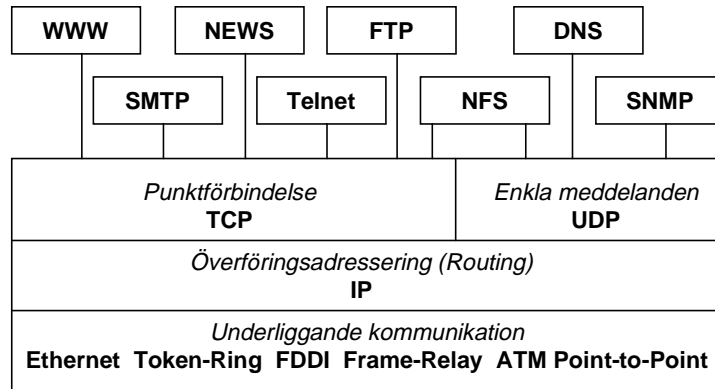 WWW NEWS FTP DNS
SMTP Telnet NFS SNMP
Punktförbindelse Enkla meddelanden
TCP UDP
Överföringsadressering (Routing)
IP
Underliggande kommunikation
Ethernet Token-Ring FDDI Frame-Relay ATM Point-to-Point